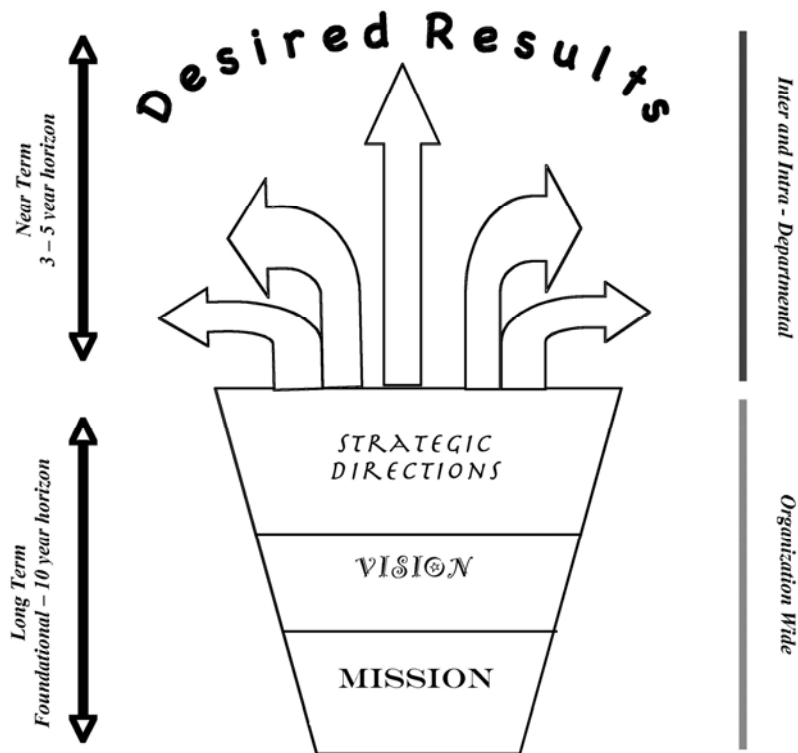 Desired Results
Near Term
3 – 5 year horizon
Inter and Intra - Departmental
STRATEGIC
DIRECTIONS
VISION
MISSION
Long Term
Foundational – 10 year horizon
Organization Wide